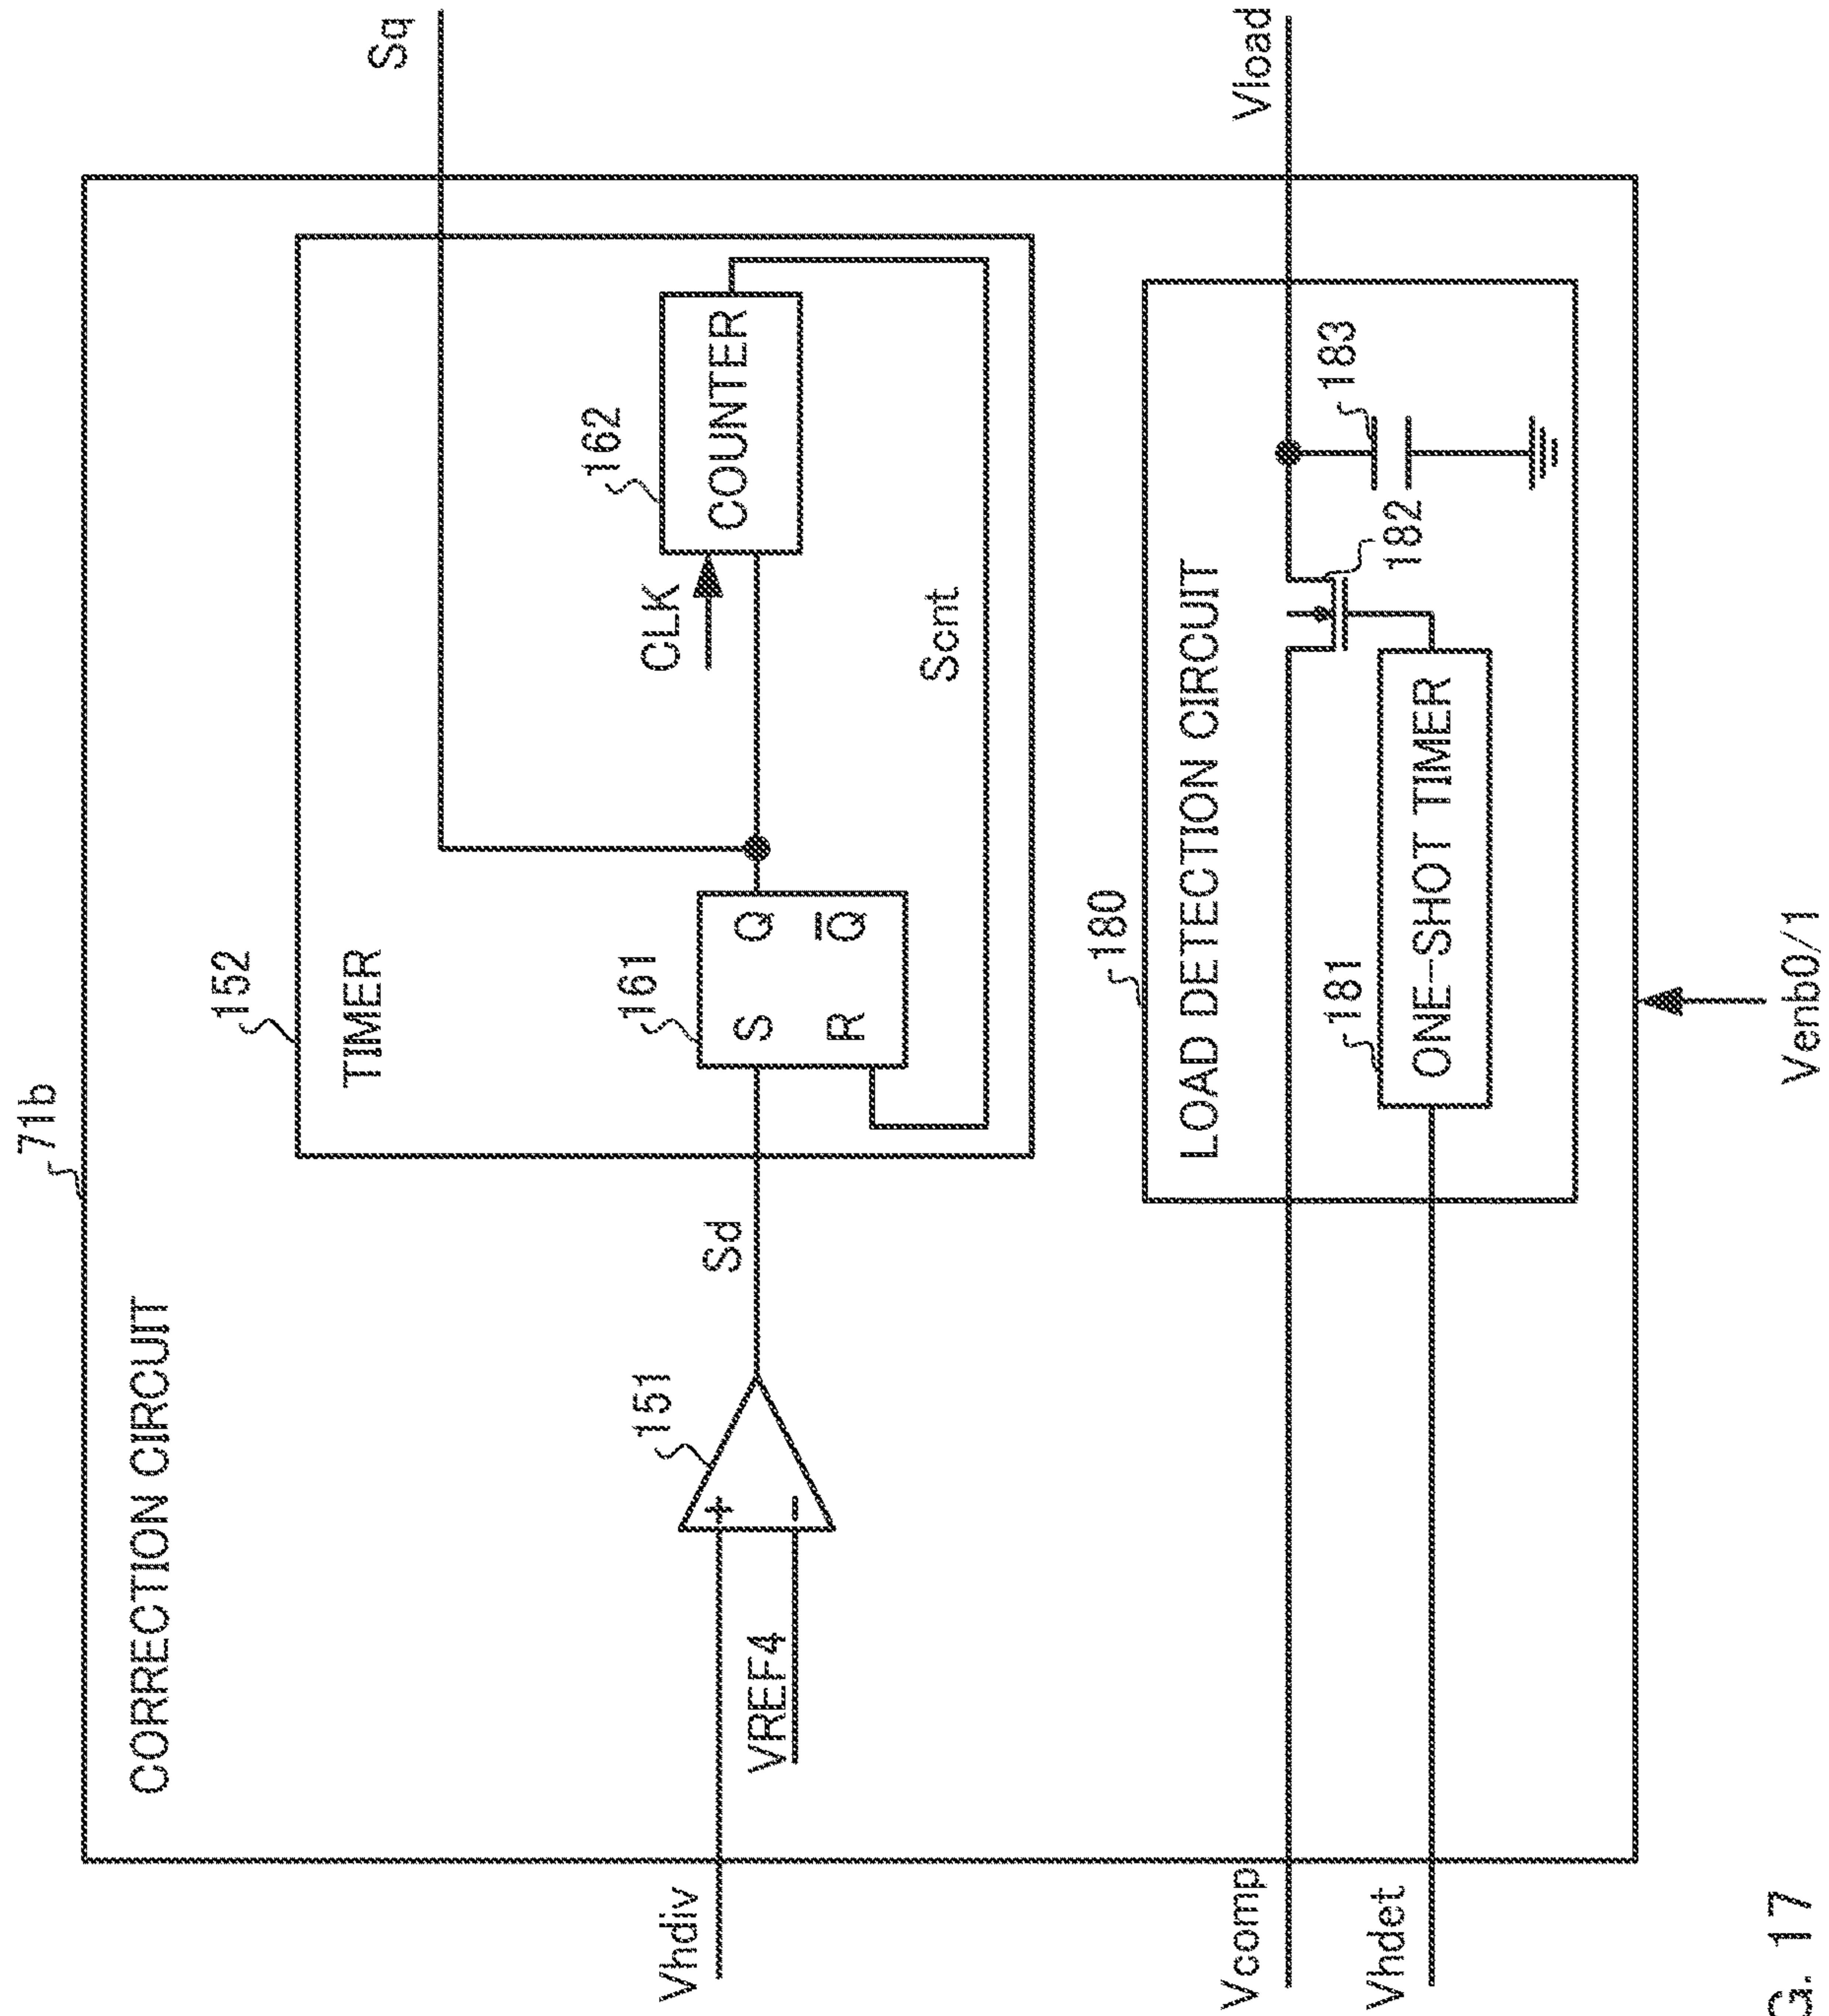 71b
CORRECTION CIRCUIT
152
TIMER
Sq
162
161
CLK
COUNTER
S Q
R Q̅
151
Sd
Vhdiv
+
VREF4
−
Scnt
180
LOAD DETECTION CIRCUIT
Vcomp
Vload
183
182
181
ONE-SHOT TIMER
Vhdet
Venb0/1
G. 17